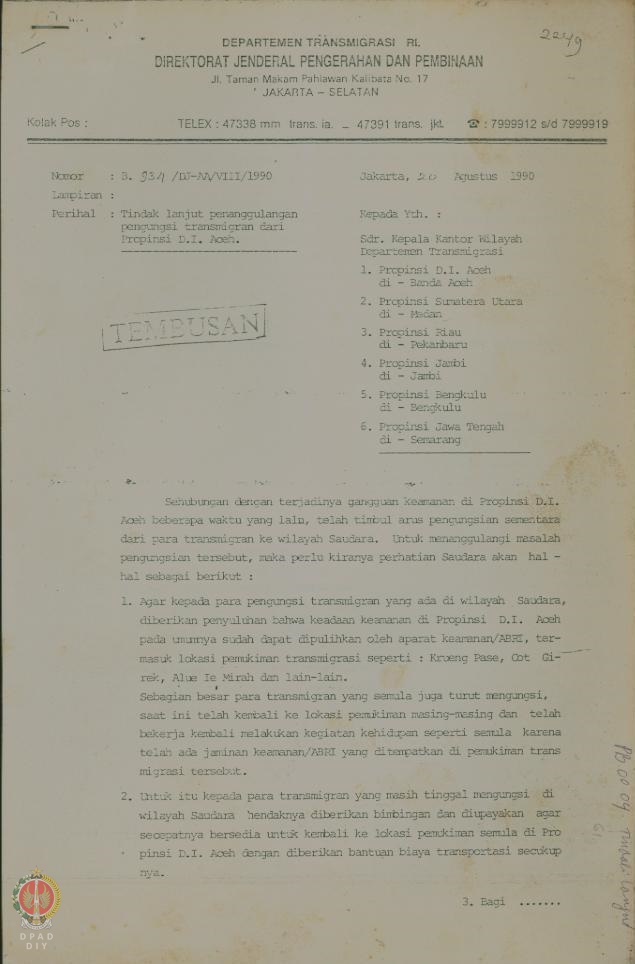 2249
DEPARTEMEN TRANSMIGRASI RI.
DIREKTORAT JENDERAL PENGERAHAN DAN PEMBINAAN
Jl. Taman Makam Pahlawan Kalibata No. 17
JAKARTA – SELATAN
Kotak Pos :
TELEX : 47338 mm trans. ia. – 47391 trans. jkt. ☎ : 7999912 s/d 7999919
Nomor : B. 934 /DJ-AA/VIII/1990
Jakarta, 20 Agustus 1990
Lampiran :
Perihal : Tindak lanjut penanggulangan
pengungsi transmigran dari
Propinsi D.I. Aceh.
Kepada Yth. :
Sdr. Kepala Kantor Wilayah
Departemen Transmigrasi
1. Propinsi D.I. Aceh
di - Banda Aceh
2. Propinsi Sumatera Utara
di - Medan
3. Propinsi Riau
di - Pekanbaru
4. Propinsi Jambi
di - Jambi
5. Propinsi Bengkulu
di - Bengkulu
6. Propinsi Jawa Tengah
di - Semarang
TEMBUSAN
Sehubungan dengan terjadinya gangguan keamanan di Propinsi D.I.
Aceh beberapa waktu yang lalu, telah timbul arus pengungsian sementara
dari para transmigran ke wilayah Saudara. Untuk menanggulangi masalah
pengungsian tersebut, maka perlu kiranya perhatian Saudara akan hal -
hal sebagai berikut :
1. Agar kepada para pengungsi transmigran yang ada di wilayah Saudara,
diberikan penyuluhan bahwa keadaan keamanan di Propinsi D.I. Aceh
pada umumnya sudah dapat dipulihkan oleh aparat keamanan/ABRI, ter-
masuk lokasi pemukiman transmigrasi seperti : Krueng Pase, Cot Gi-
rek, Alue Ie Mirah dan lain-lain.
Sebagian besar para transmigran yang semula juga turut mengungsi,
saat ini telah kembali ke lokasi pemukiman masing-masing dan telah
bekerja kembali melakukan kegiatan kehidupan seperti semula karena
telah ada jaminan keamanan/ABRI yang ditempatkan di pemukiman trans
migrasi tersebut.
2. Untuk itu kepada para transmigran yang masih tinggal mengungsi di
wilayah Saudara hendaknya diberikan bimbingan dan diupayakan agar
secepatnya bersedia untuk kembali ke lokasi pemukiman semula di Pro
pinsi D.I. Aceh dengan diberikan bantuan biaya transportasi secukup
nya.
3. Bagi .......
PB0009 Tindak lanjut
DPAD
DIY